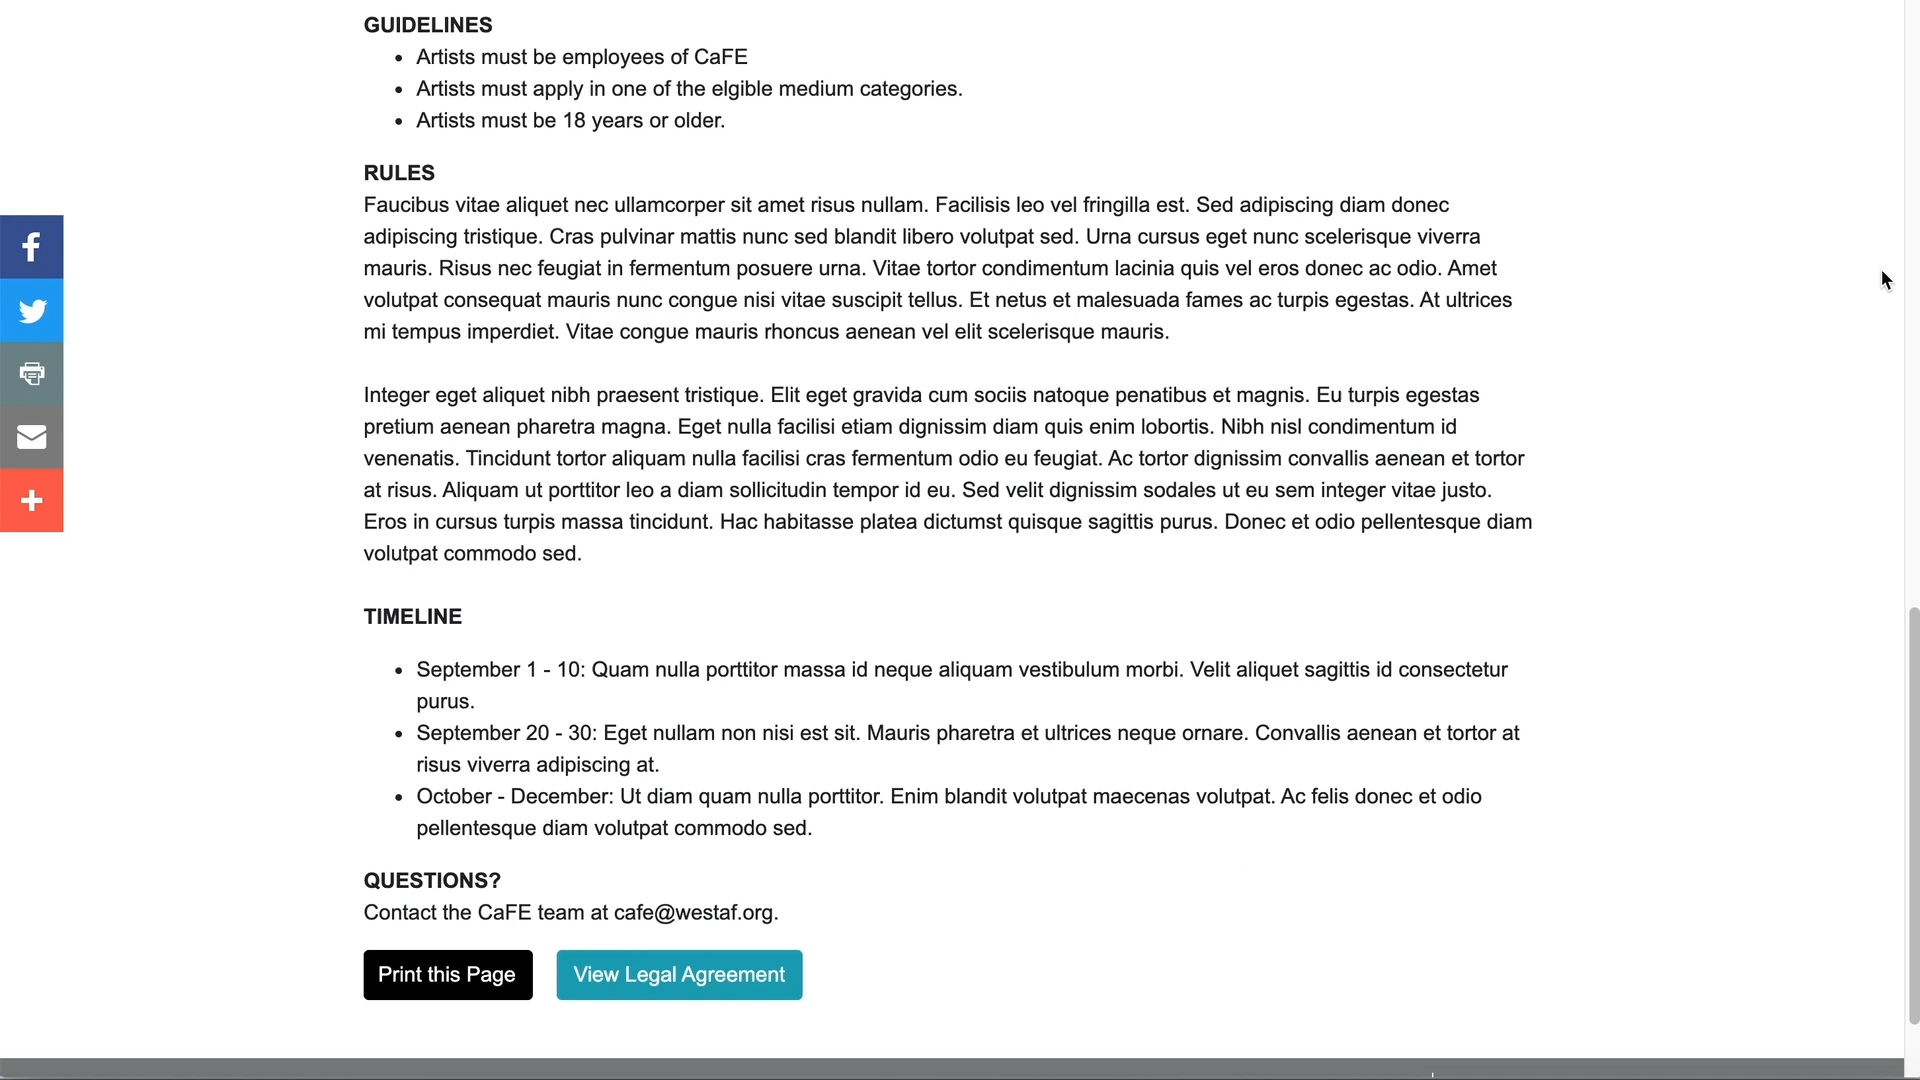 GUIDELINES
• Artists must be employees of CaFE
• Artists must apply in one of the elgible medium categories.
• Artists must be 18 years or older.
RULES
Faucibus vitae aliquet nec ullamcorper sit amet risus nullam. Facilisis leo vel fringilla est. Sed adipiscing diam donec
adipiscing tristique. Cras pulvinar mattis nunc sed blandit libero volutpat sed. Urna cursus eget nunc scelerisque viverra
mauris. Risus nec feugiat in fermentum posuere urna. Vitae tortor condimentum lacinia quis vel eros donec ac odio. Amet
volutpat consequat mauris nunc congue nisi vitae suscipit tellus. Et netus et malesuada fames ac turpis egestas. At ultrices
mi tempus imperdiet. Vitae congue mauris rhoncus aenean vel elit scelerisque mauris.
Integer eget aliquet nibh praesent tristique. Elit eget gravida cum sociis natoque penatibus et magnis. Eu turpis egestas
pretium aenean pharetra magna. Eget nulla facilisi etiam dignissim diam quis enim lobortis. Nibh nisl condimentum id
venenatis. Tincidunt tortor aliquam nulla facilisi cras fermentum odio eu feugiat. Ac tortor dignissim convallis aenean et tortor
at risus. Aliquam ut porttitor leo a diam sollicitudin tempor id eu. Sed velit dignissim sodales ut eu sem integer vitae justo.
Eros in cursus turpis massa tincidunt. Hac habitasse platea dictumst quisque sagittis purus. Donec et odio pellentesque diam
volutpat commodo sed.
TIMELINE
• September 1 - 10: Quam nulla porttitor massa id neque aliquam vestibulum morbi. Velit aliquet sagittis id consectetur
purus.
• September 20 - 30: Eget nullam non nisi est sit. Mauris pharetra et ultrices neque ornare. Convallis aenean et tortor at
risus viverra adipiscing at.
• October - December: Ut diam quam nulla porttitor. Enim blandit volutpat maecenas volutpat. Ac felis donec et odio
pellentesque diam volutpat commodo sed.
QUESTIONS?
Contact the CaFE team at cafe@westaf.org.
Print this Page
View Legal Agreement